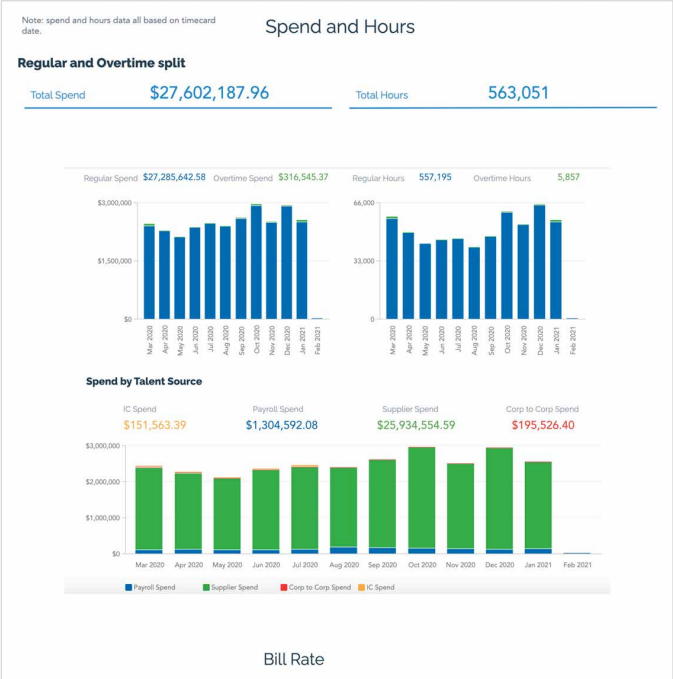 Note: spend and hours data all based on timecard
date.
Spend and Hours
Regular and Overtime split
Total Spend $27,602,187.96 Total Hours 563,051
Regular Spend $27,285,642.58 Overtime Spend $316,545.37 Regular Hours 557,195 Overtime Hours 5,857
$3,000,000
$1,500,000
$0
Mar 2020 Apr 2020 May 2020 Jun 2020 Jul 2020 Aug 2020 Sep 2020 Oct 2020 Nov 2020 Dec 2020 Jan 2021 Feb 2021
66,000
33,000
0
Mar 2020 Apr 2020 May 2020 Jun 2020 Jul 2020 Aug 2020 Sep 2020 Oct 2020 Nov 2020 Dec 2020 Jan 2021 Feb 2021
Spend by Talent Source
IC Spend Payroll Spend Supplier Spend Corp to Corp Spend
$151,563.39 $1,304,592.08 $25,934,554.59 $195,526.40
$3,000,000
$2,000,000
$1,000,000
$0
Mar 2020 Apr 2020 May 2020 Jun 2020 Jul 2020 Aug 2020 Sep 2020 Oct 2020 Nov 2020 Dec 2020 Jan 2021 Feb 2021
Payroll Spend Supplier Spend Corp to Corp Spend IC Spend
Bill Rate